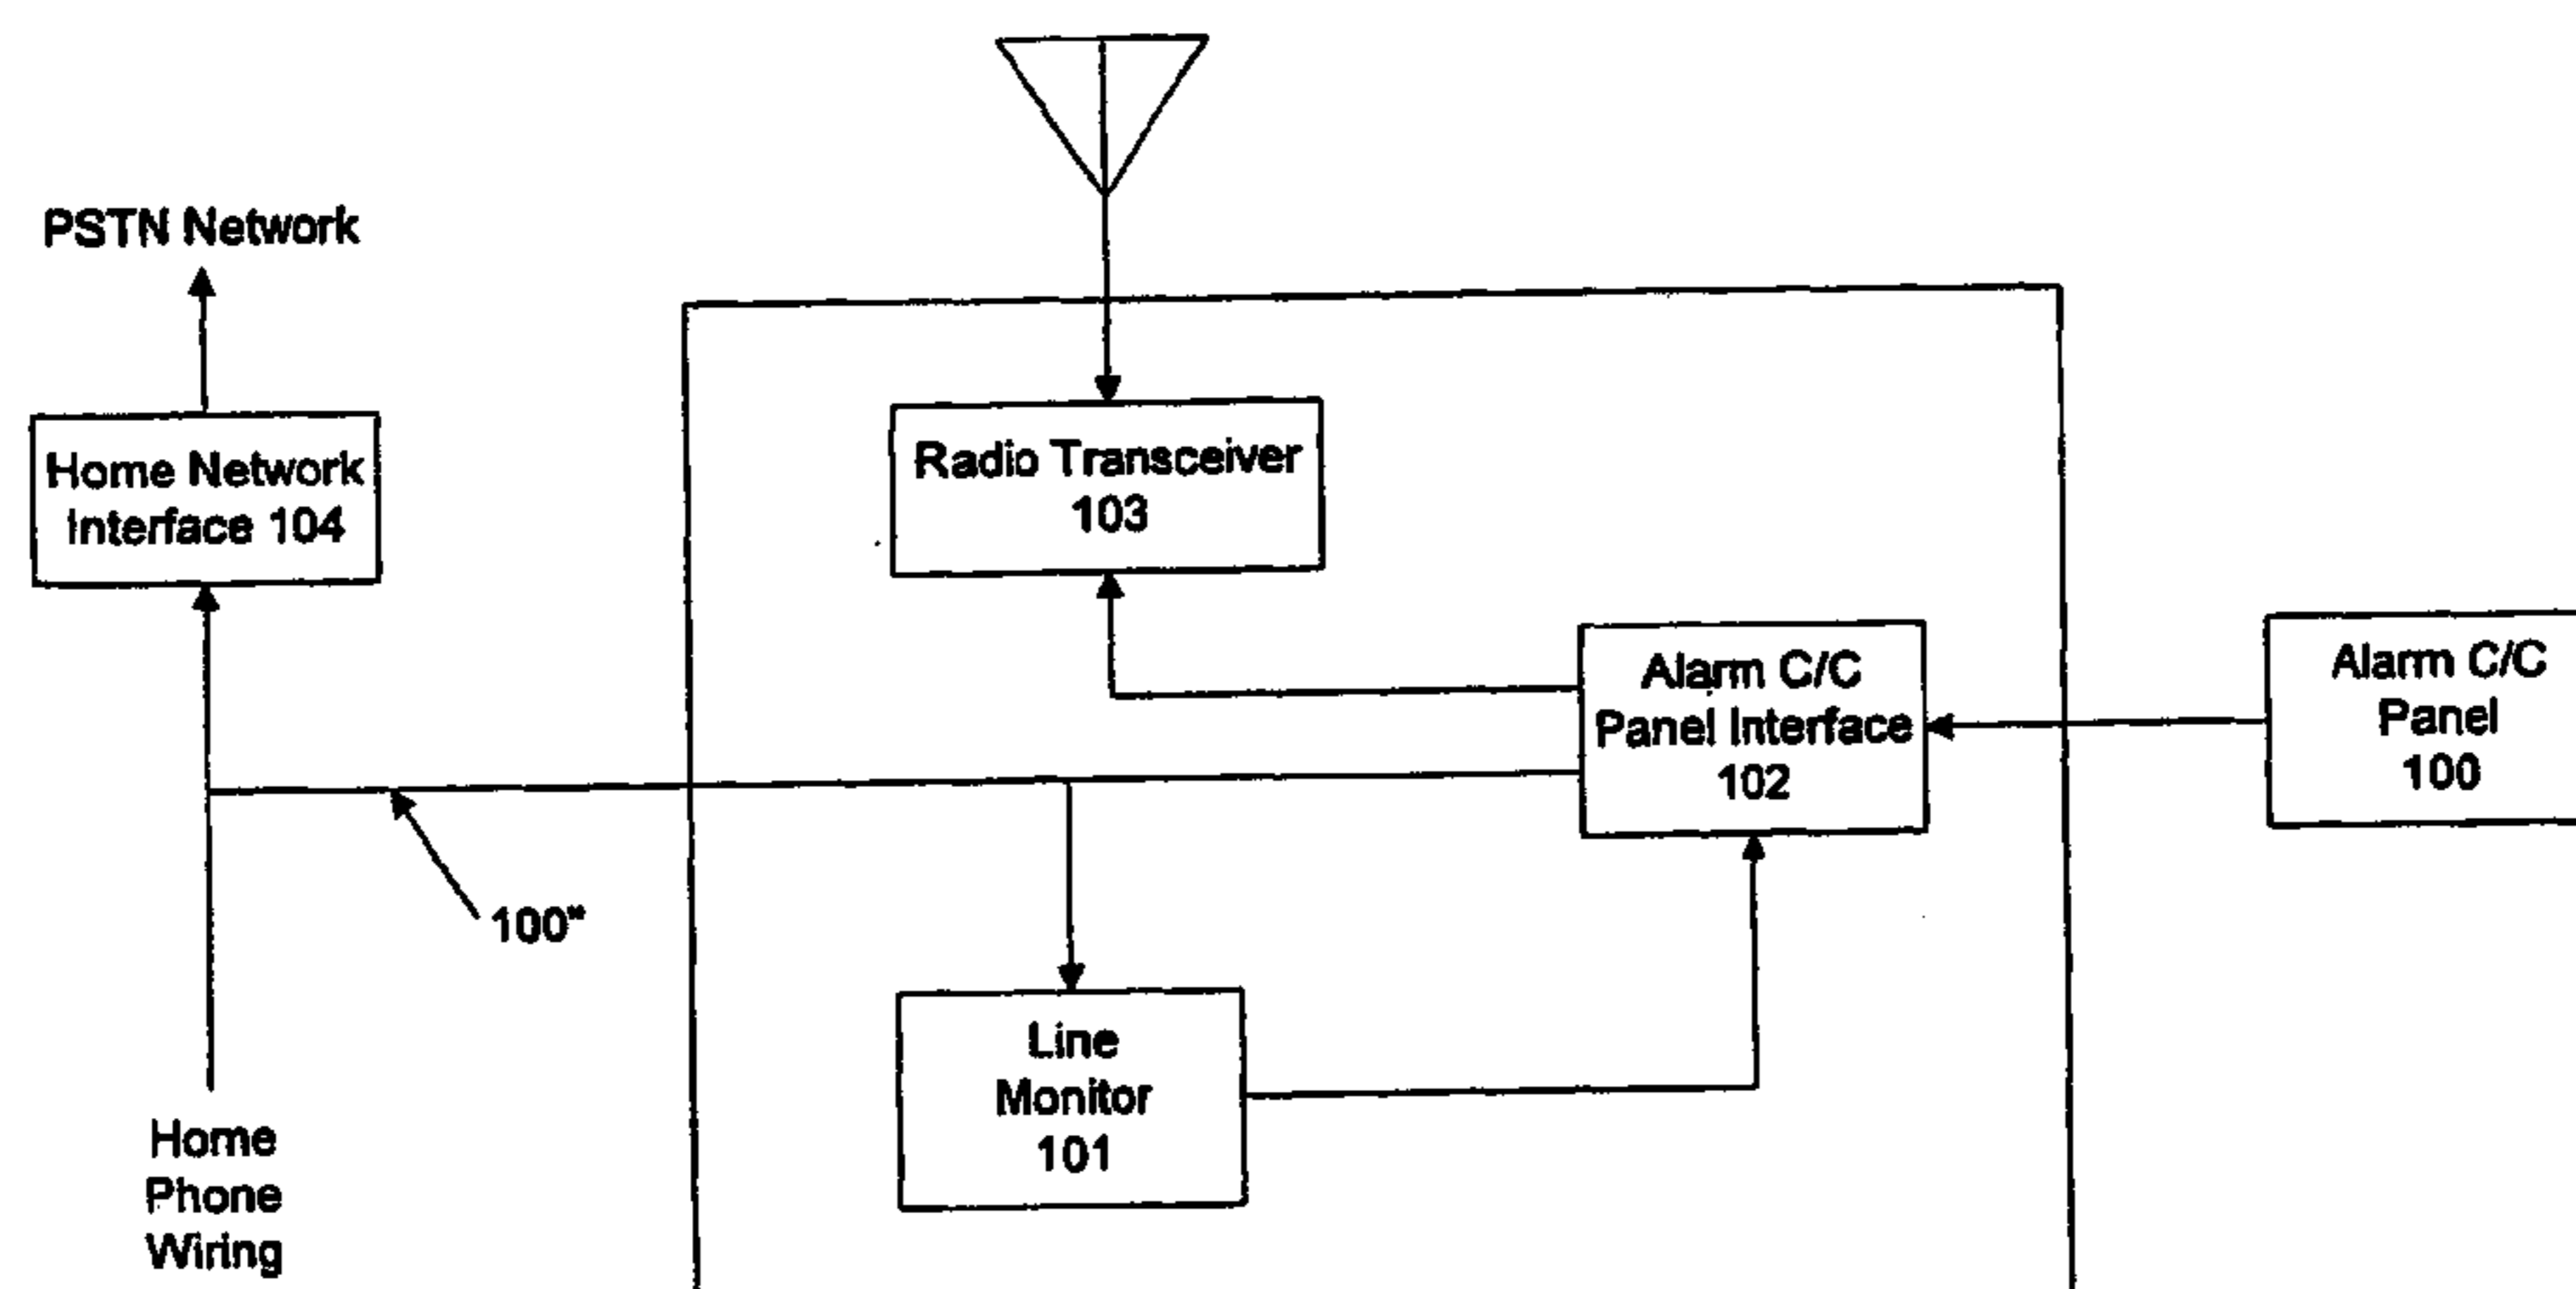 PSTN Network
Home Network
Interface 104
Radio Transceiver
103
Alarm C/C
Panel Interface
102
Alarm C/C
Panel
100
100"
Line
Monitor
101
Home
Phone
Wiring